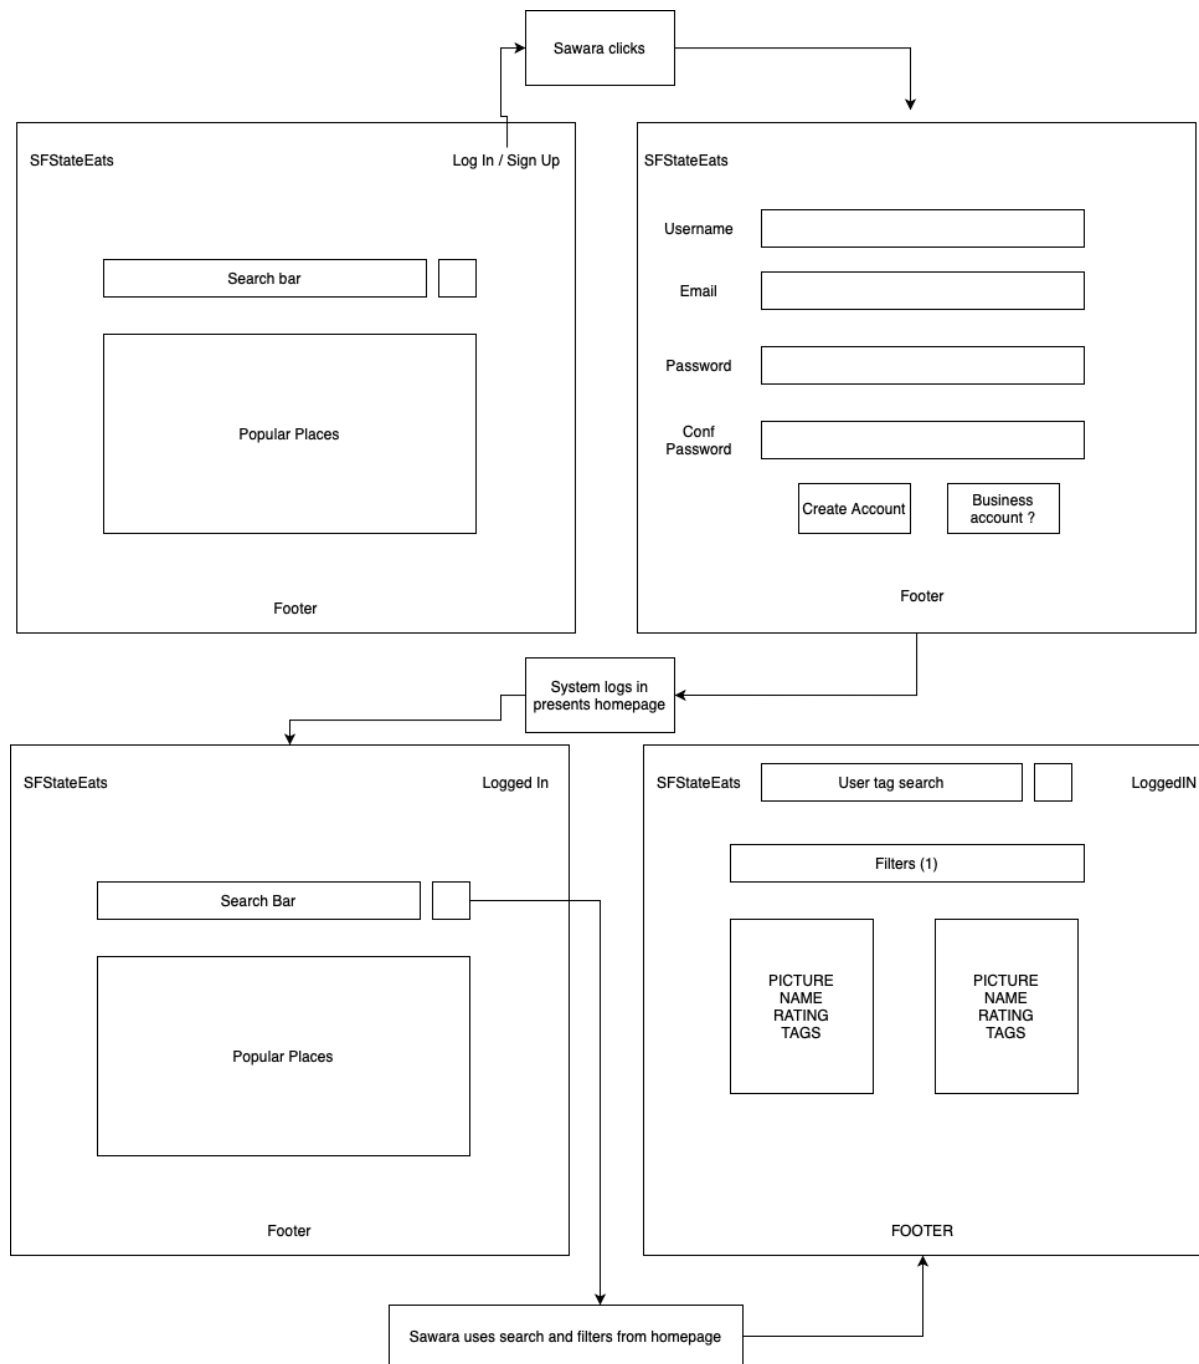 Sawara clicks
SFStateEats
Log In / Sign Up
Search bar
Popular Places
Footer
SFStateEats
Username
Email
Password
Conf
Password
Create Account
Business
account ?
Footer
System logs in
presents homepage
SFStateEats
Logged In
Search Bar
Popular Places
Footer
SFStateEats
User tag search
LoggedIN
Filters (1)
PICTURE
NAME
RATING
TAGS
PICTURE
NAME
RATING
TAGS
FOOTER
Sawara uses search and filters from homepage